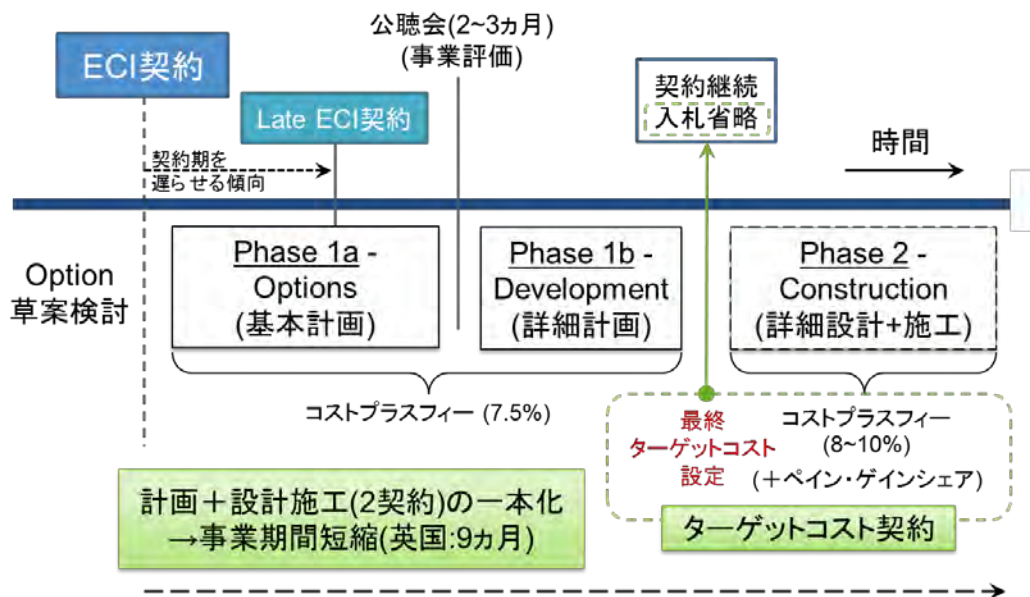 公聴会(2~3ヵ月)
(事業評価)
ECI契約
Late ECI契約
契約継続
入札省略
契約期を
遅らせる傾向
時間
Option
草案検討
Phase 1a -
Options
(基本計画)
Phase 1b -
Development
(詳細計画)
Phase 2 -
Construction
(詳細設計+施工)
コストプラスフィー (7.5%)
最終
ターゲットコスト
設定
コストプラスフィー
(8~10%)
(＋ペイン・ゲインシェア)
計画＋設計施工(2契約)の一本化
→事業期間短縮(英国:9ヵ月)
ターゲットコスト契約